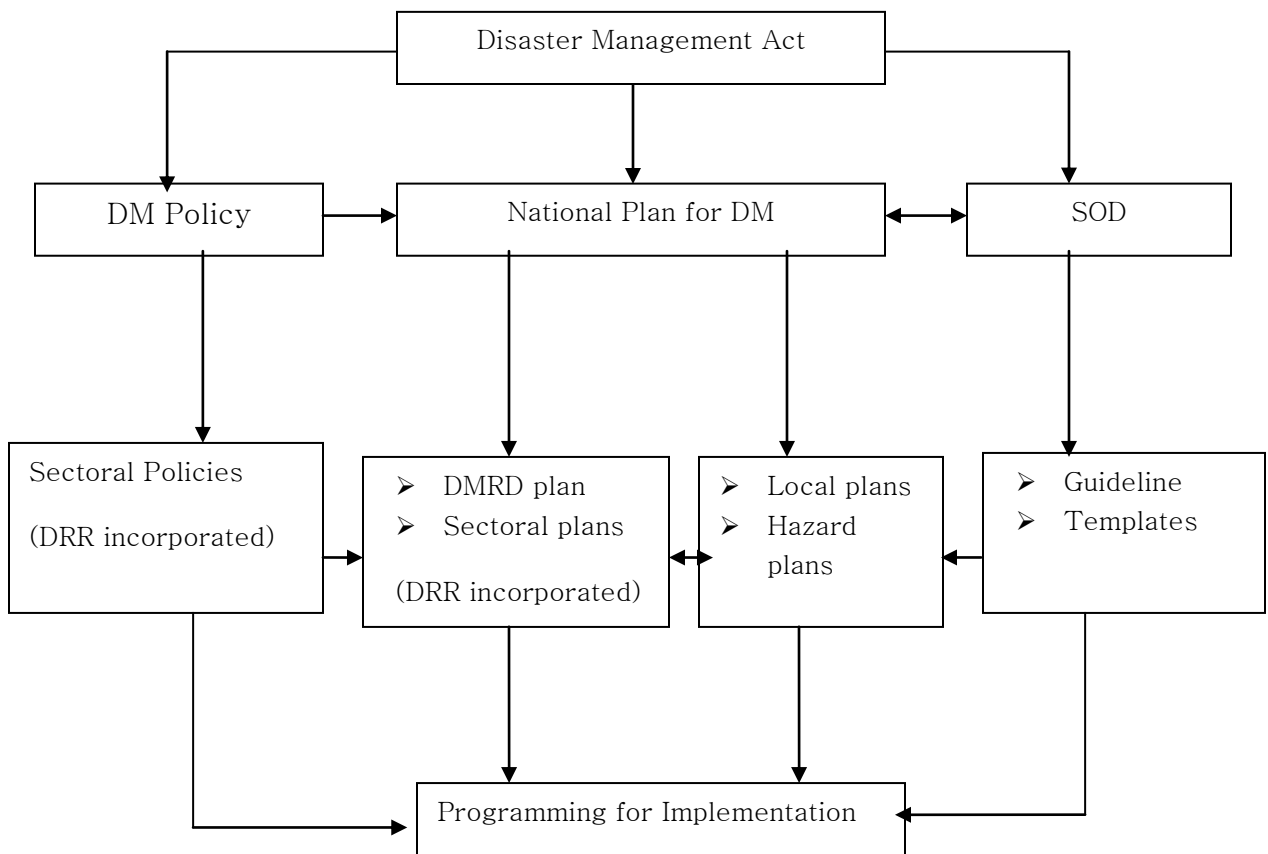 Disaster Management Act
DM Policy
National Plan for DM
SOD
Sectoral Policies
(DRR incorporated)
➢ DMRD plan
➢ Sectoral plans
(DRR incorporated)
➢ Local plans
➢ Hazard
plans
➢ Guideline
➢ Templates
Programming for Implementation